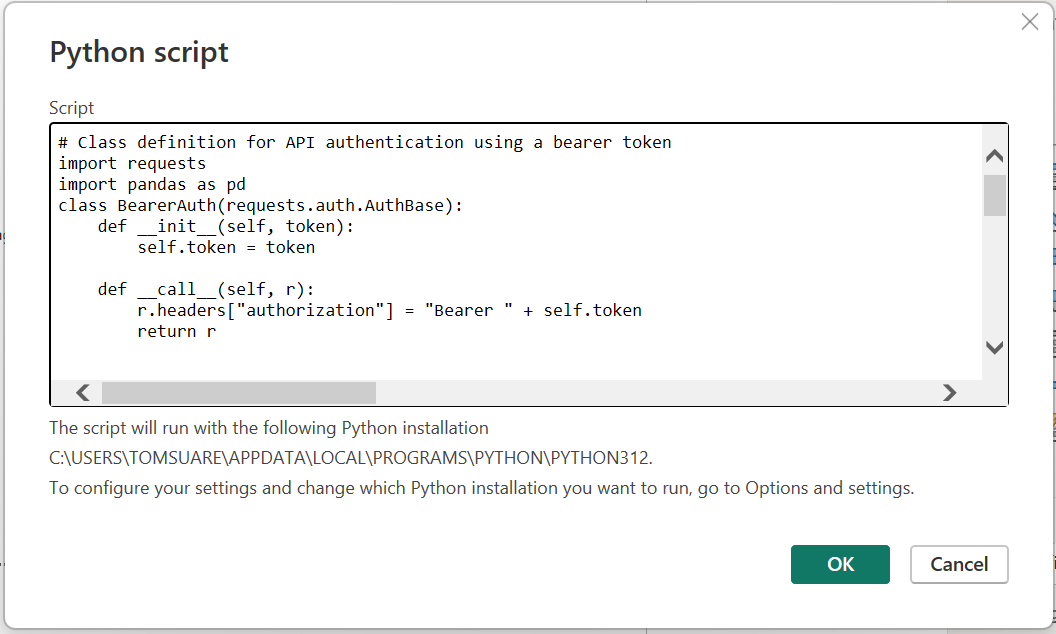 Python script
Script
# Class definition for API authentication using a bearer token
import requests
import pandas as pd
class BearerAuth(requests.auth.AuthBase):
    def __init__(self, token):
        self.token = token
    def __call__(self, r):
        r.headers["authorization"] = "Bearer " + self.token
        return r
The script will run with the following Python installation
C:\USERS\TOMSUARE\APPDATA\LOCAL\PROGRAMS\PYTHON\PYTHON312.
To configure your settings and change which Python installation you want to run, go to Options and settings.
OK
Cancel